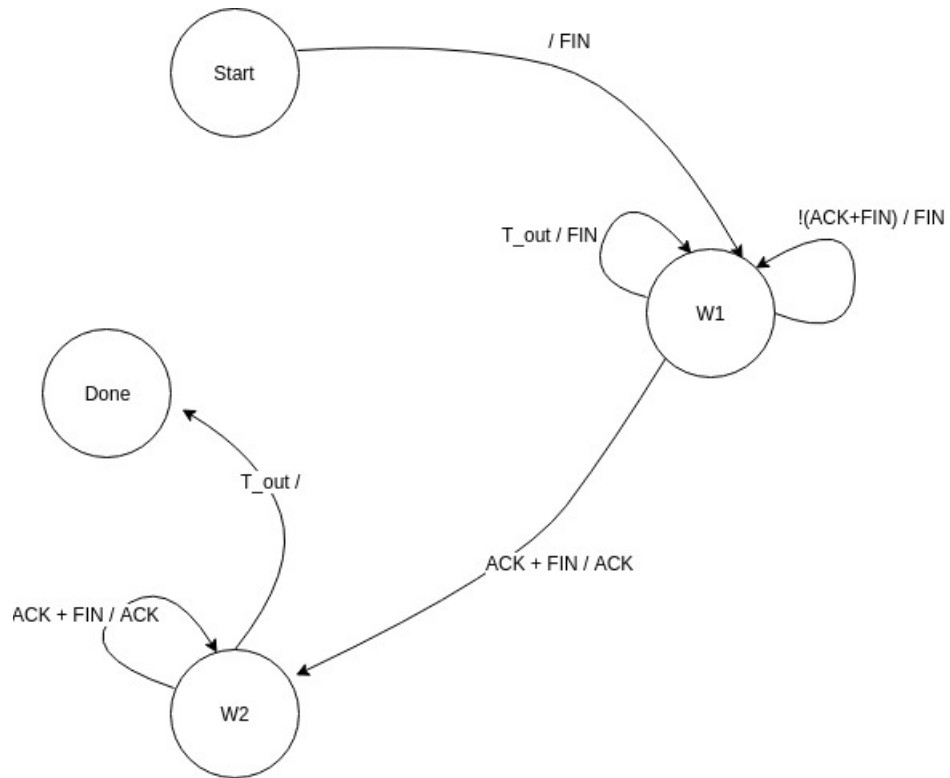 / FIN
Start
!(ACK+FIN) / FIN
T_out / FIN
W1
Done
T_out /
ACK + FIN / ACK
ACK + FIN / ACK
W2